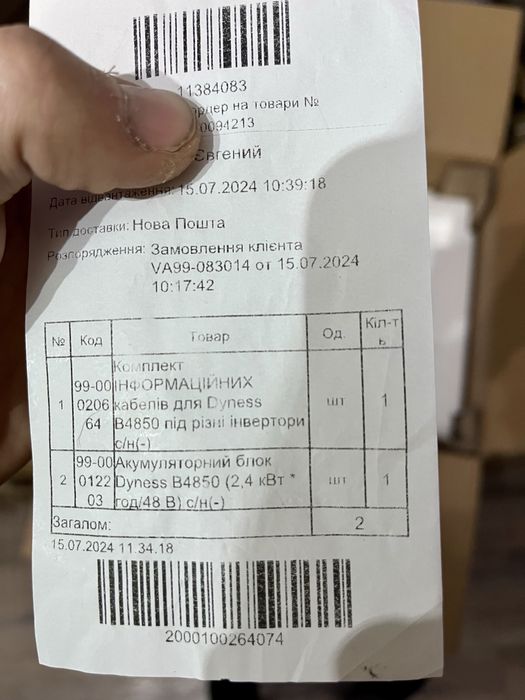 11384083
ордер на товари №
0094213
Євгений
Дата відвантаження: 15.07.2024 10:39:18
Тип доставки: Нова Пошта
Розпорядження: Замовлення клієнта
VA99-083014 от 15.07.2024
10:17:42
№ Код Товар Од. Кіл-т
ь
Комплект
99-00 ІНФОРМАЦІЙНИХ
1 0206 кабелів для Dyness шт 1
64 B4850 під різні інвертори
с/н(-)
99-00 Акумуляторний блок
2 0122 Dyness B4850 (2,4 кВт * шт 1
03 год/48 В) с/н(-)
Загалом: 2
15.07.2024 11.34.18
2000100264074